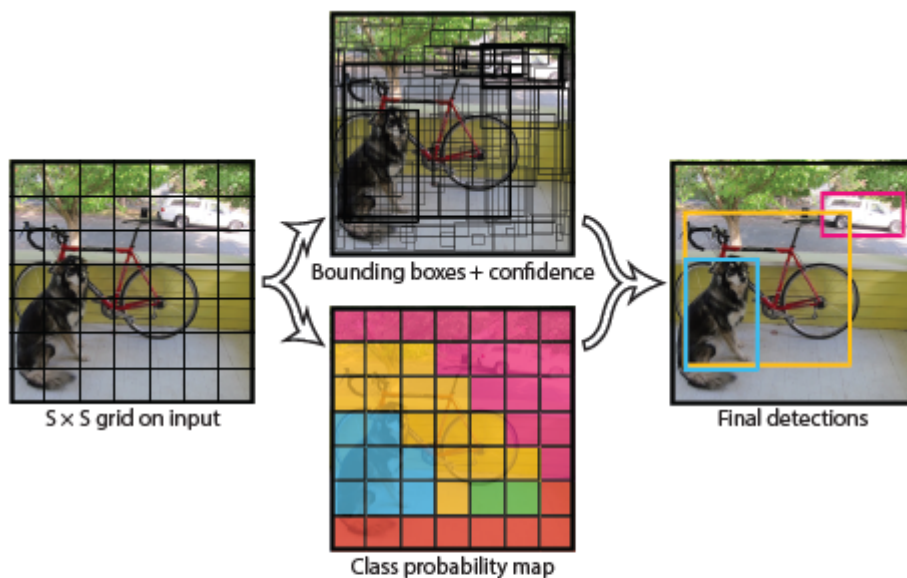 S × S grid on input
Bounding boxes + confidence
Class probability map
Final detections